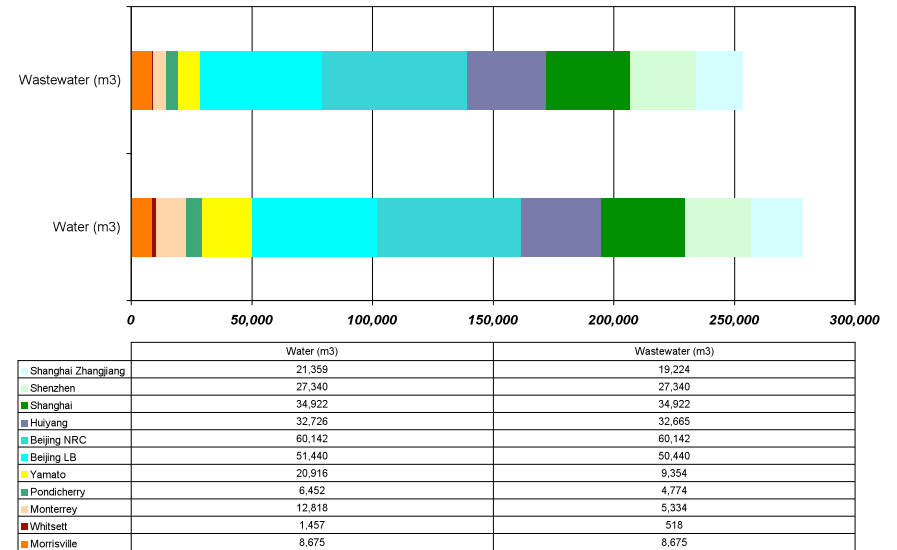 Wastewater (m3)
Water (m3)
0 50,000 100,000 150,000 200,000 250,000 300,000
Water (m3) Wastewater (m3)
Shanghai Zhangjiang 21,359 19,224
Shenzhen 27,340 27,340
Shanghai 34,922 34,922
Huiyang 32,726 32,665
Beijing NRC 60,142 60,142
Beijing LB 51,440 50,440
Yamato 20,916 9,354
Pondicherry 6,452 4,774
Monterrey 12,818 5,334
Whitsett 1,457 518
Morrisville 8,675 8,675